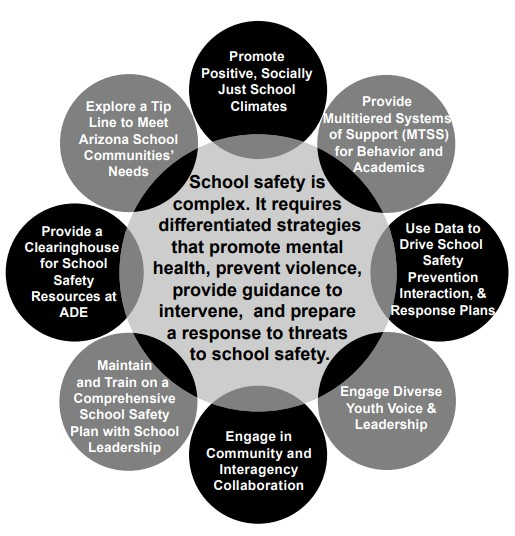 Promote
Positive, Socially
Just School
Climates
Provide
Multitiered Systems
of Support (MTSS)
for Behavior and
Academics
Use Data to
Drive School
Safety
Prevention
Interaction, &
Response Plans
Engage Diverse
Youth Voice &
Leadership
Engage in
Community and
Interagency
Collaboration
Maintain
and Train on a
Comprehensive
School Safety
Plan with School
Leadership
Provide a
Clearinghouse
for School
Safety
Resources at
ADE
Explore a Tip
Line to Meet
Arizona School
Communities'
Needs
School safety is
complex. It requires
differentiated strategies
that promote mental
health, prevent violence,
provide guidance to
intervene, and prepare
a response to threats
to school safety.